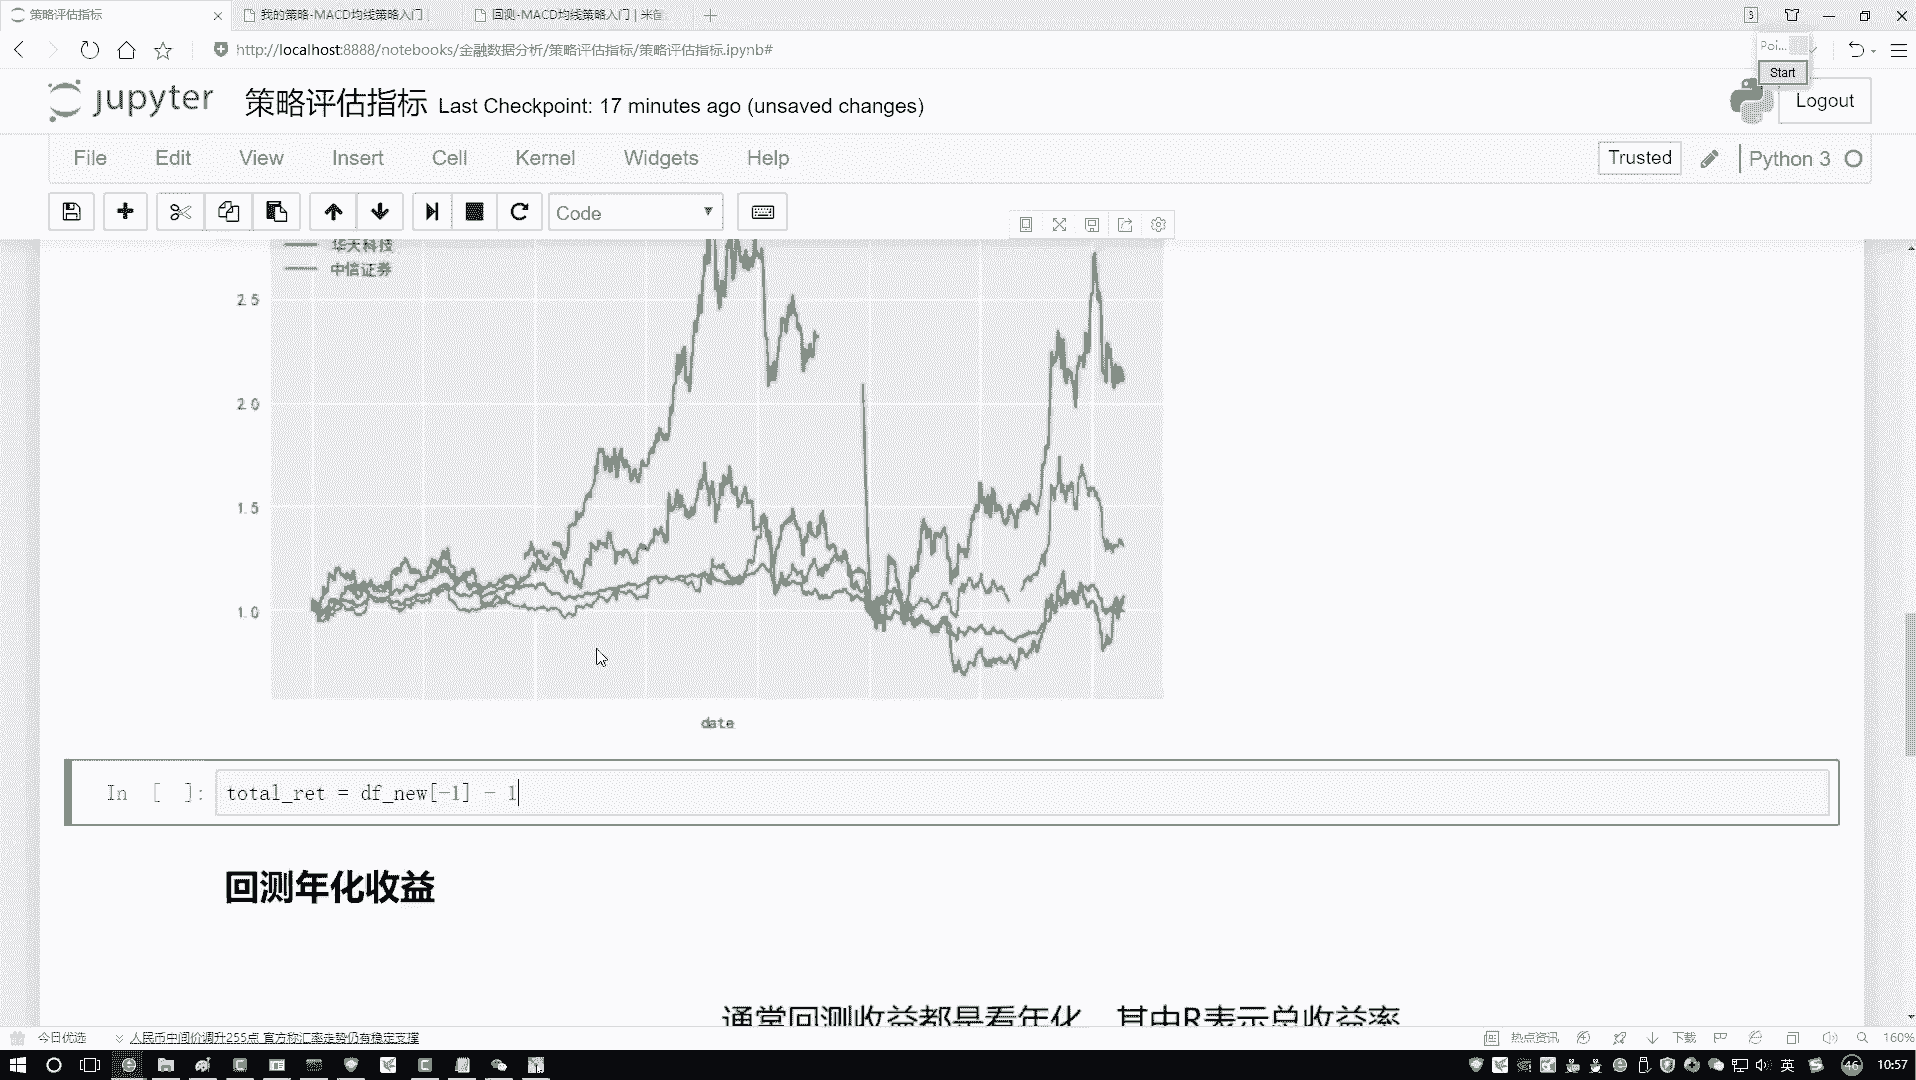 策略评估指标
我的策略-MACD均线策略入门
回测-MACD均线策略入门 | 米筐
3
http://localhost:8888/notebooks/金融数据分析/策略评估指标/策略评估指标.ipynb#
Poi...
Start
jupyter
策略评估指标 Last Checkpoint: 17 minutes ago (unsaved changes)
Logout
File Edit View Insert Cell Kernel Widgets Help
Trusted
Python 3
Code
华天科技
中信证券
2.5
2.0
1.5
1.0
date
In [ ]: total_ret = df_new[-1] - 1
回测年化收益
通常回测收益都是看年化，其中R表示总收益率
今日优选
人民币中间价调升255点 官方称汇率走势仍有稳定支撑
热点资讯
下载
160%
英
46
10:57